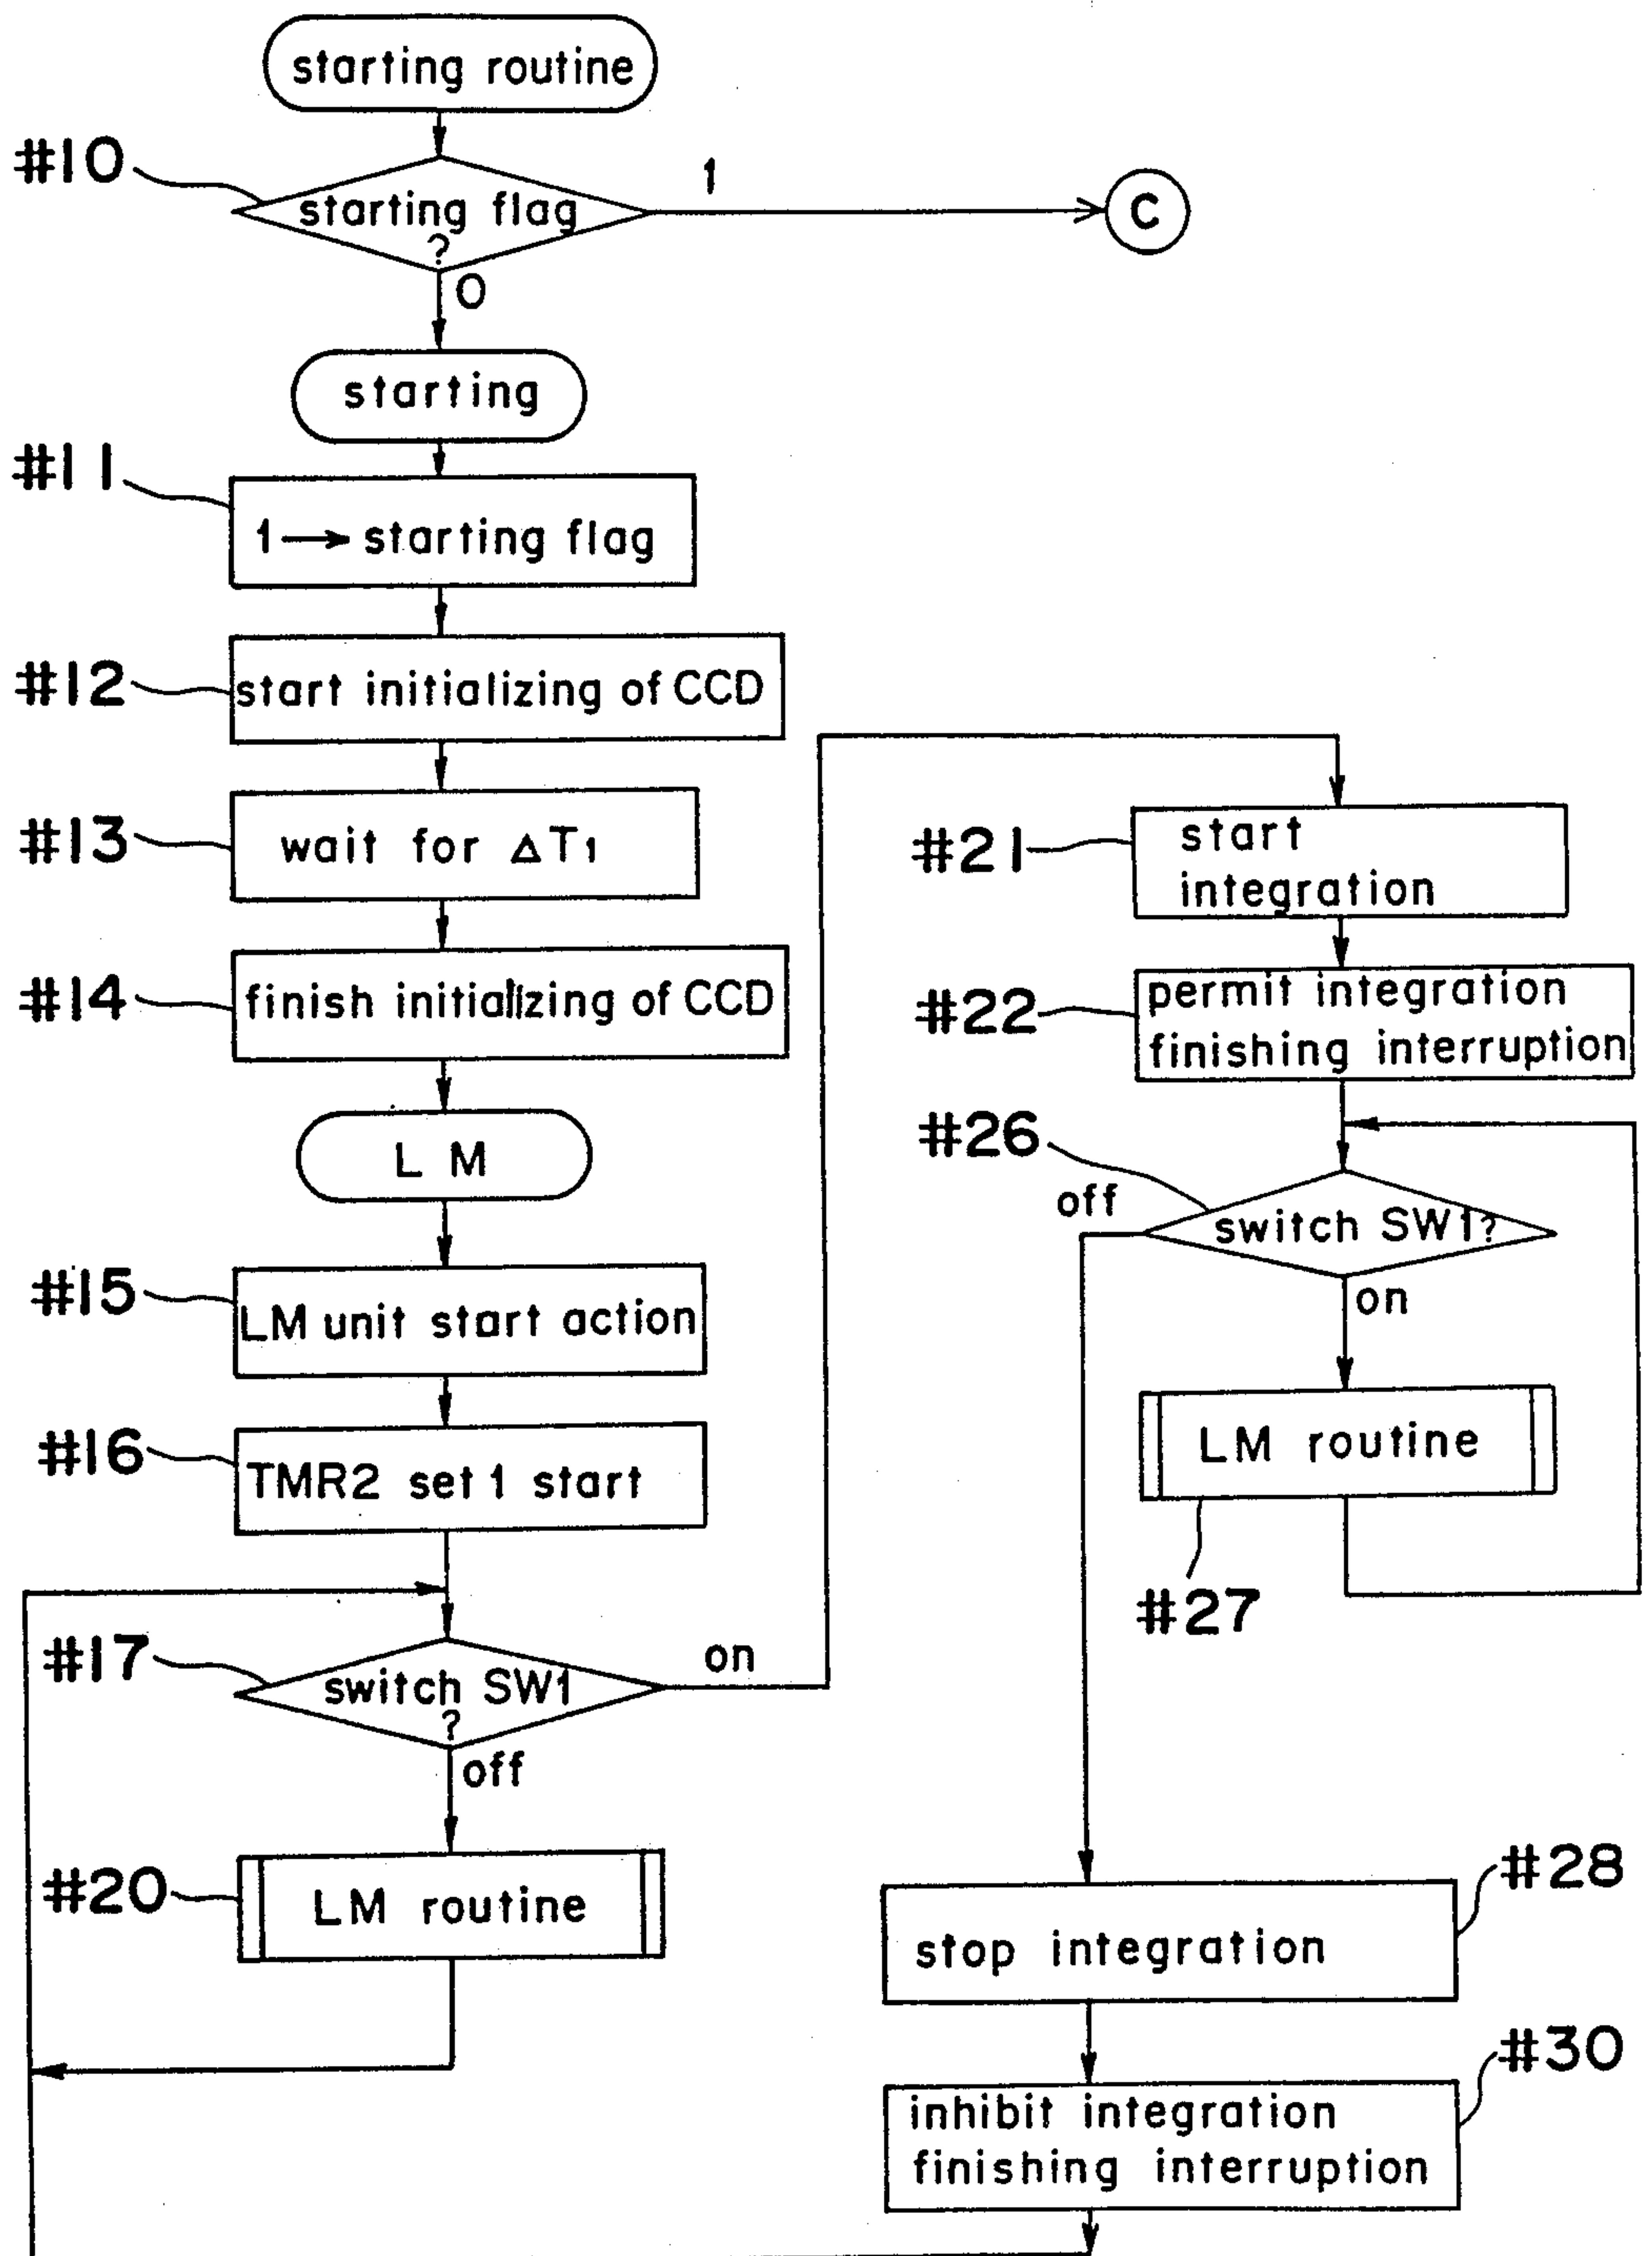 starting routine
#10
starting flag
?
1
C
0
starting
#11
1→starting flag
#12
start initializing of CCD
#13
wait for ΔT1
#14
finish initializing of CCD
LM
#15
LM unit start action
#16
TMR2 set 1 start
#17
switch SW1
?
on
off
#20
LM routine
#21
start
integration
#22
permit integration
finishing interruption
#26
off
switch SW1?
on
LM routine
#27
#28
stop integration
#30
inhibit integration
finishing interruption